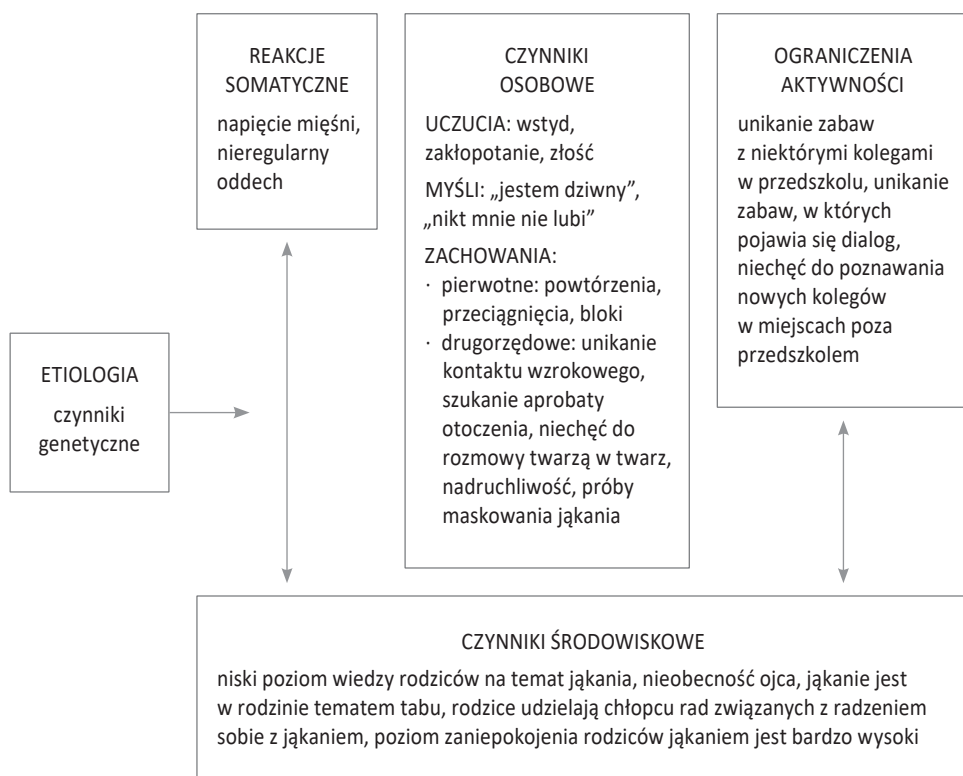 REAKCJE
SOMATYCZNE
napięcie mięśni,
nieregularny
oddech
CZYNNIKI
OSOBOWE
UCZUCIA: wstyd,
zakłopotanie, złość
MYŚLI: „jestem dziwny”,
„nikt mnie nie lubi”
ZACHOWANIA:
· pierwotne: powtórzenia,
przeciągnięcia, bloki
· drugorzędowe: unikanie
kontaktu wzrokowego,
szukanie aprobaty
otoczenia, niechęć do
rozmowy twarzą w twarz,
nadruchliwość, próby
maskowania jąkania
OGRANICZENIA
AKTYWNOŚCI
unikanie zabaw
z niektórymi kolegami
w przedszkolu, unikanie
zabaw, w których
pojawia się dialog,
niechęć do poznawania
nowych kolegów
w miejscach poza
przedszkolem
ETIOLOGIA
czynniki
genetyczne
CZYNNIKI ŚRODOWISKOWE
niski poziom wiedzy rodziców na temat jąkania, nieobecność ojca, jąkanie jest
w rodzinie tematem tabu, rodzice udzielają chłopcu rad związanych z radzeniem
sobie z jąkaniem, poziom zaniepokojenia rodziców jąkaniem jest bardzo wysoki